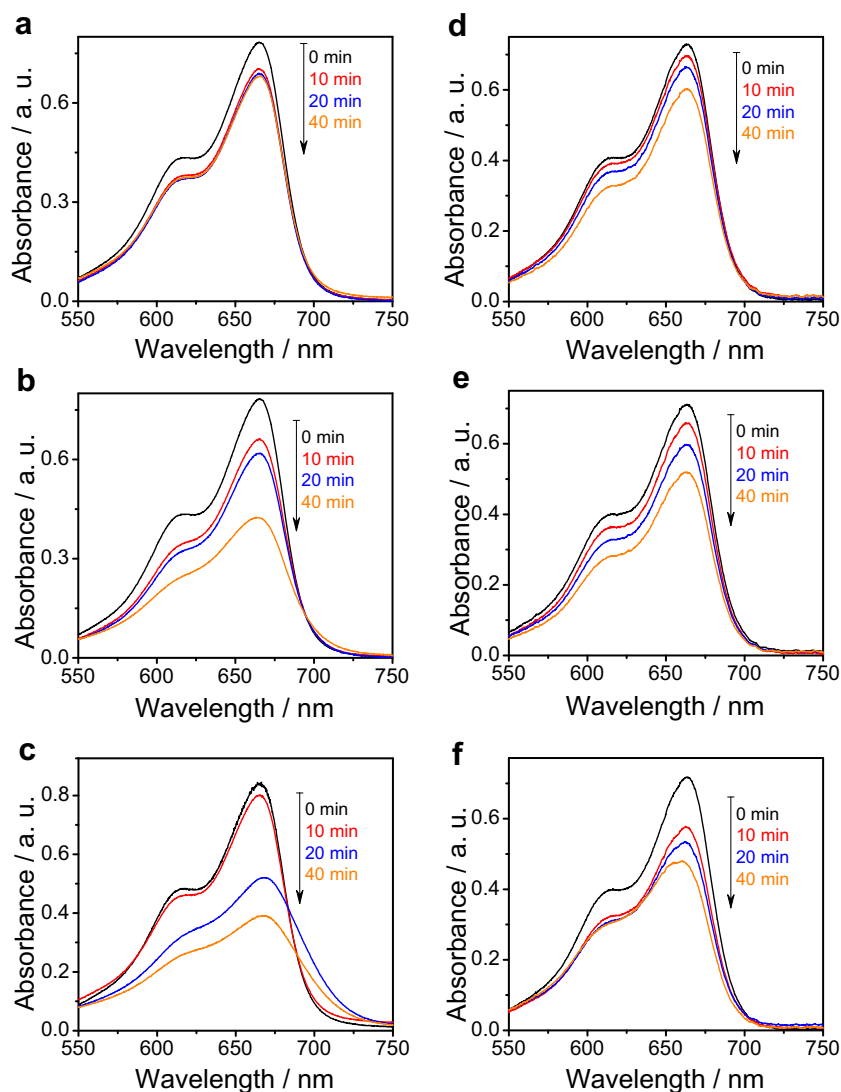 a
Absorbance / a. u.
0.6
0.3
0.0
0 min
10 min
20 min
40 min
550 600 650 700 750
Wavelength / nm
d
Absorbance / a. u.
0.6
0.4
0.2
0.0
0 min
10 min
20 min
40 min
550 600 650 700 750
Wavelength / nm
b
Absorbance / a. u.
0.6
0.3
0.0
0 min
10 min
20 min
40 min
550 600 650 700 750
Wavelength / nm
e
Absorbance / a. u.
0.6
0.4
0.2
0.0
0 min
10 min
20 min
40 min
550 600 650 700 750
Wavelength / nm
c
Absorbance / a. u.
0.8
0.6
0.4
0.2
0.0
0 min
10 min
20 min
40 min
550 600 650 700 750
Wavelength / nm
f
Absorbance / a. u.
0.6
0.4
0.2
0.0
0 min
10 min
20 min
40 min
550 600 650 700 750
Wavelength / nm